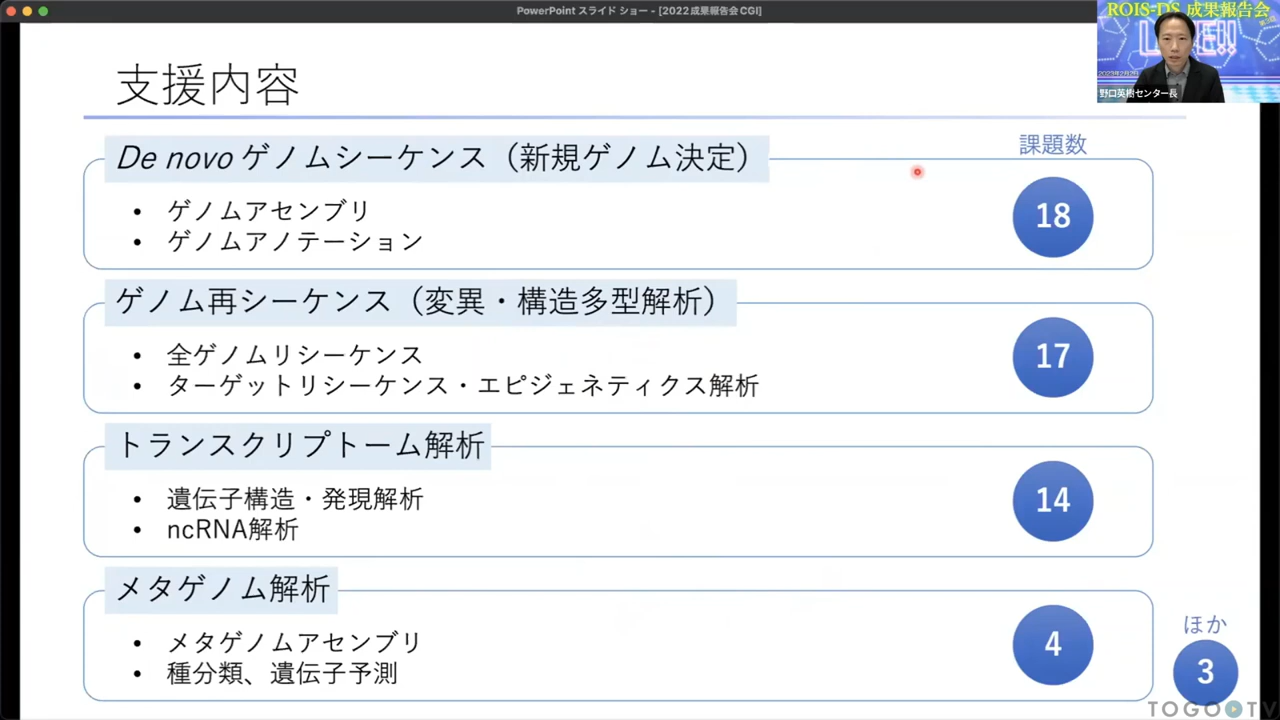 PowerPoint スライド ショー - [2022成果報告会CGI]
ROIS-DS 成果報告会
LIVE!!
野口英樹センター長
支援内容
課題数
De novo ゲノムシーケンス（新規ゲノム決定）
• ゲノムアセンブリ
• ゲノムアノテーション
18
ゲノム再シーケンス（変異・構造多型解析）
• 全ゲノムリシーケンス
• ターゲットリシーケンス・エピジェネティクス解析
17
トランスクリプトーム解析
• 遺伝子構造・発現解析
• ncRNA解析
14
メタゲノム解析
• メタゲノムアセンブリ
• 種分類、遺伝子予測
4
ほか
3
TOGO TV